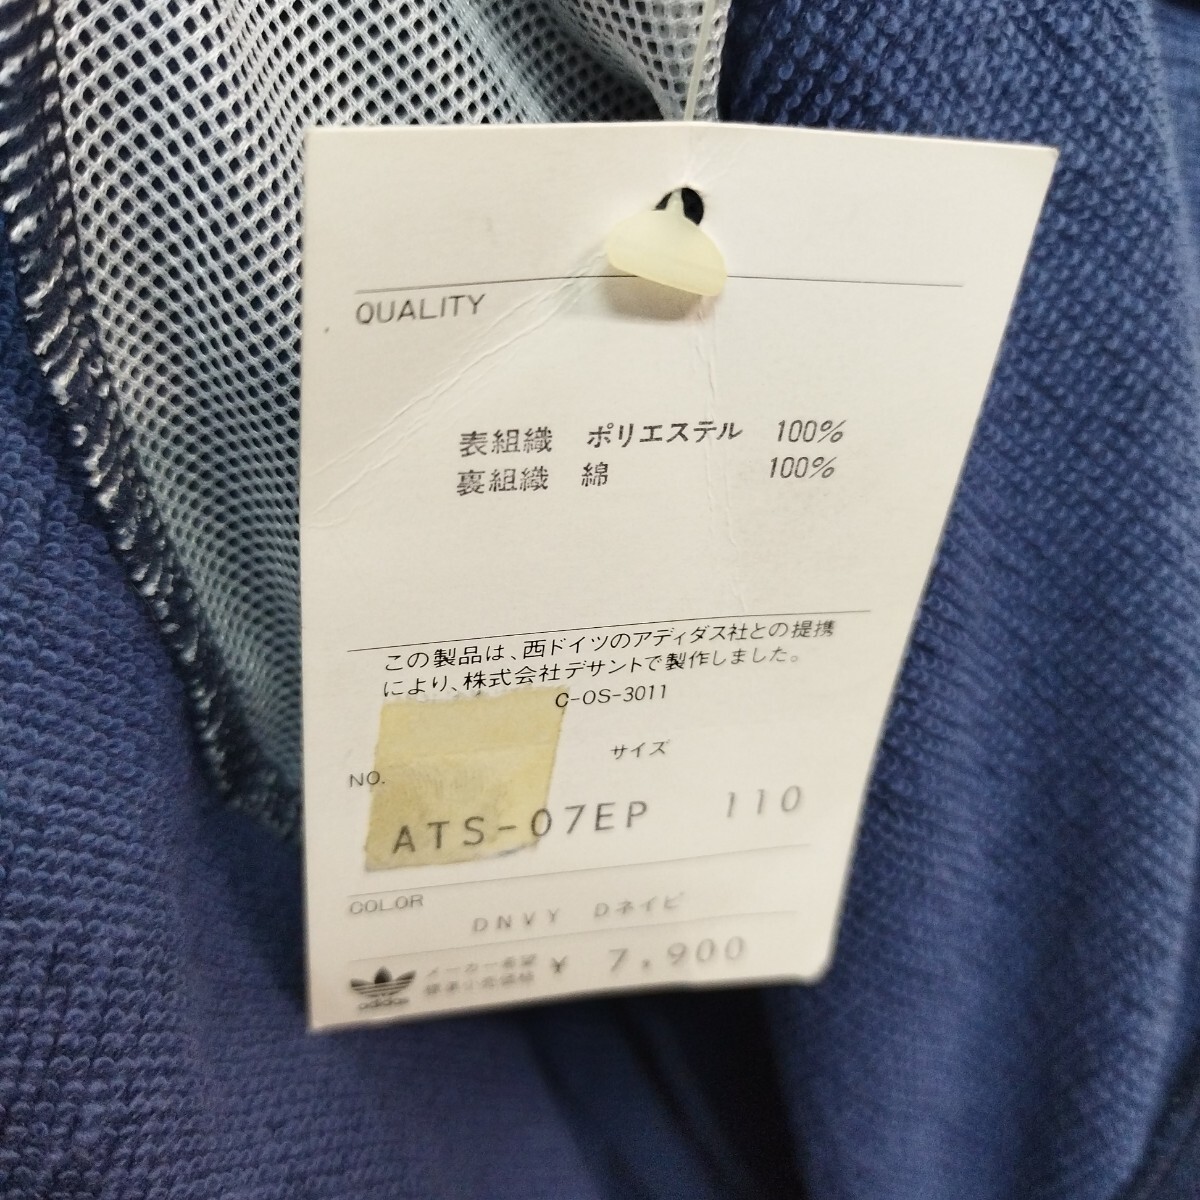 QUALITY
表組織 ポリエステル 100%
裏組織 綿 100%
この製品は、西ドイツのアディダス社との提携
により、株式会社デサントで製作しました。
C-OS-3011
サイズ
NO.
ATS-07EP 110
COLOR
DNVY Dネイビ
メーカー希望
標準小売価格 ¥ 7,900
adidas